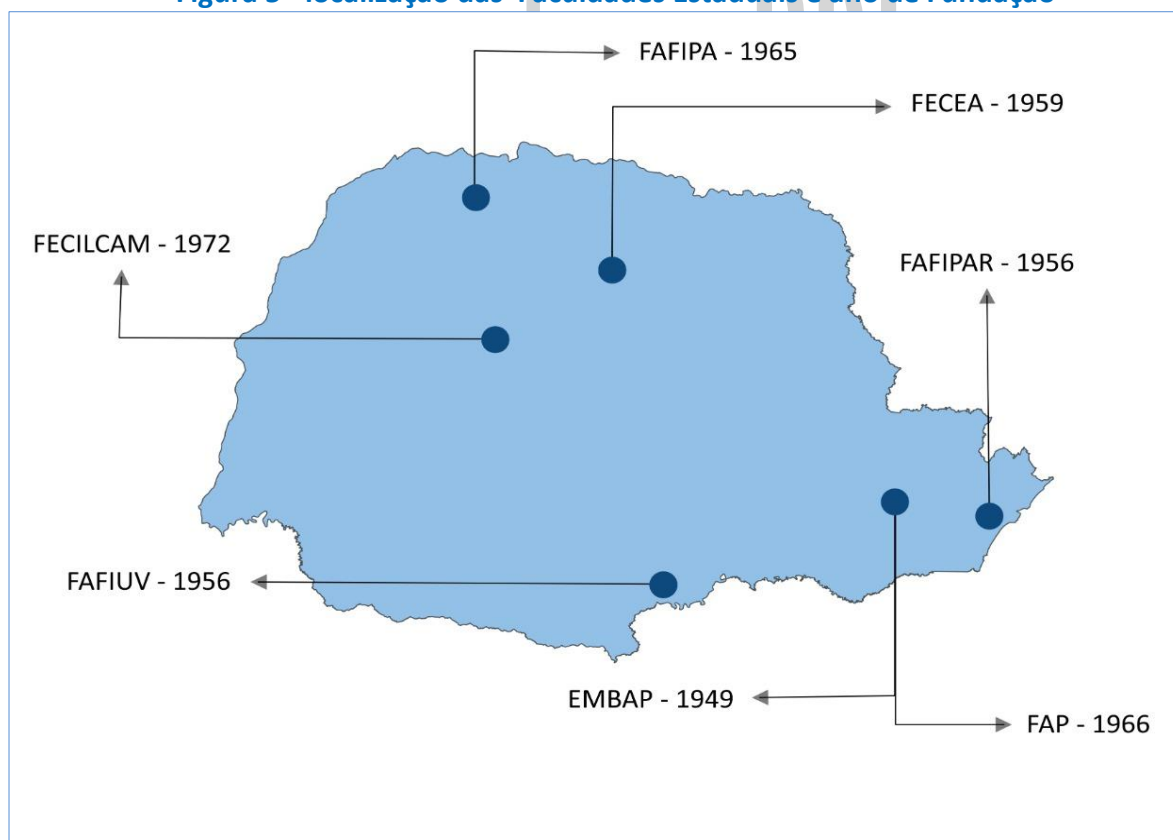 FAFIPA - 1965
FECEA - 1959
FECILCAM - 1972
FAFIPAR - 1956
FAFIUV - 1956
EMBAP - 1949
FAP - 1966